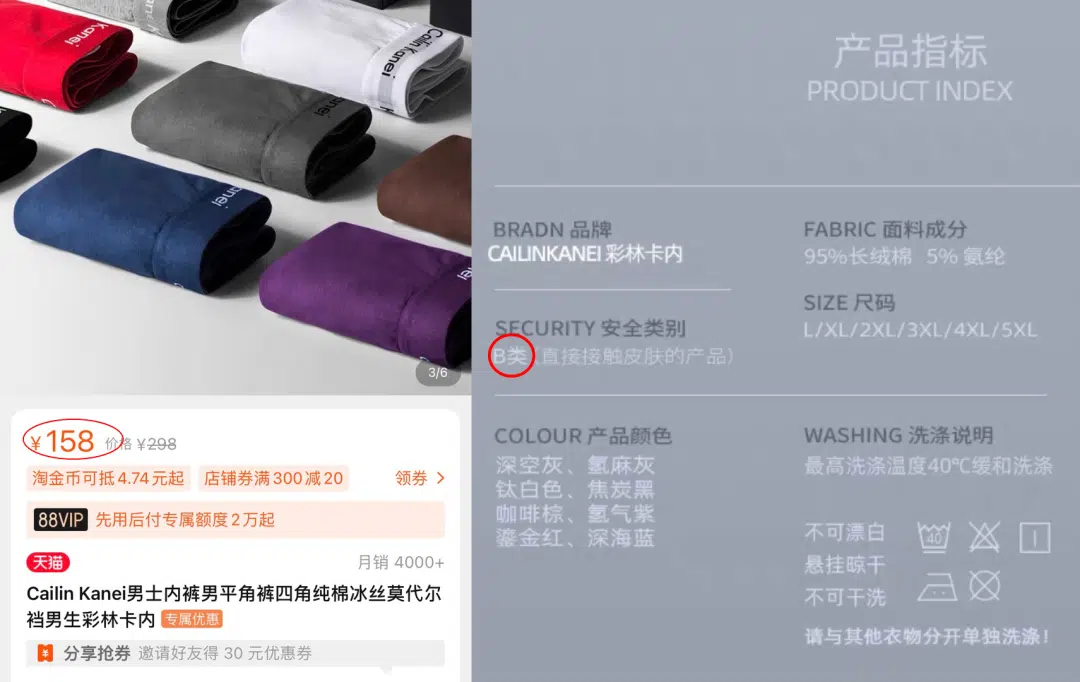 Kanei
Cailin Kanei
Kanei
Kanei
Kanei
3/6
¥158 价格 ¥298
淘金币可抵4.74元起 店铺券满300减20 领券 >
88VIP 先用后付专属额度2万起
天猫 月销 4000+
Cailin Kanei男士内裤男平角裤四角纯棉冰丝莫代尔
裆男生彩林卡内 专属优惠
分享抢券 邀请好友得 30 元优惠券
产品指标
PRODUCT INDEX
BRADN 品牌
CAILINKANEI 彩林卡内
SECURITY 安全类别
B类(直接接触皮肤的产品)
COLOUR 产品颜色
深空灰、氢麻灰
钛白色、焦炭黑
咖啡棕、氢气紫
鎏金红、深海蓝
FABRIC 面料成分
95%长绒棉 5% 氨纶
SIZE 尺码
L/XL/2XL/3XL/4XL/5XL
WASHING 洗涤说明
最高洗涤温度40℃缓和洗涤
不可漂白
悬挂晾干
不可干洗
40
请与其他衣物分开单独洗涤!